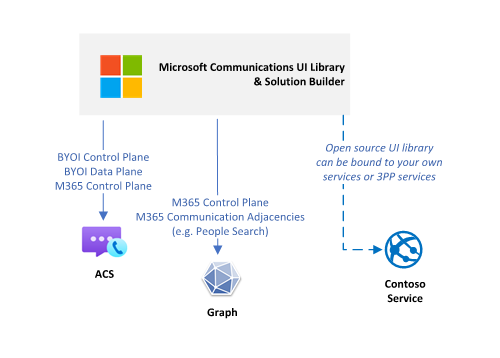 Microsoft Communications UI Library
& Solution Builder
BYOI Control Plane
BYOI Data Plane
M365 Control Plane
Open source UI library
can be bound to your own
services or 3PP services
M365 Control Plane
M365 Communication Adjacencies
(e.g. People Search)
ACS
Graph
Contoso
Service